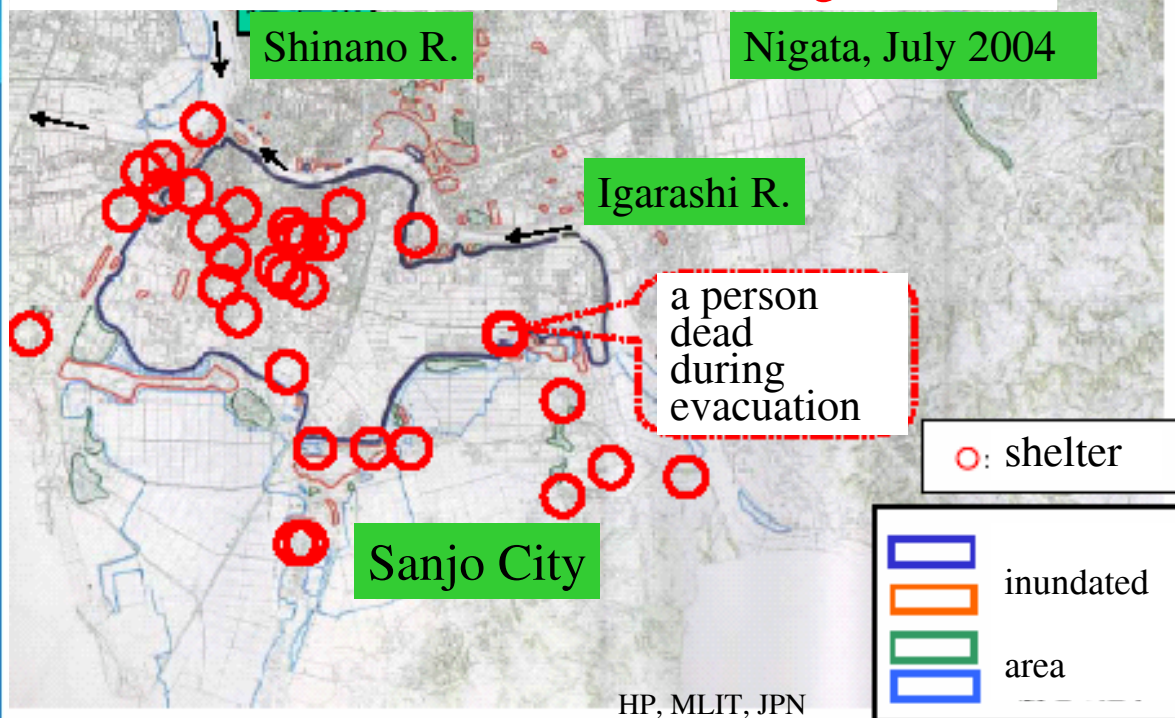 Shinano R.
Nigata, July 2004
Igarashi R.
a person
dead
during
evacuation
: shelter
Sanjo City
inundated
area
HP, MLIT, JPN